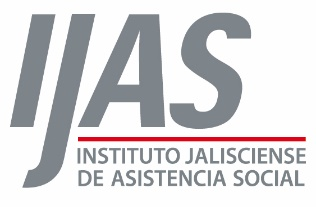 IJAS
INSTITUTO JALISCIENSE
DE ASISTENCIA SOCIAL